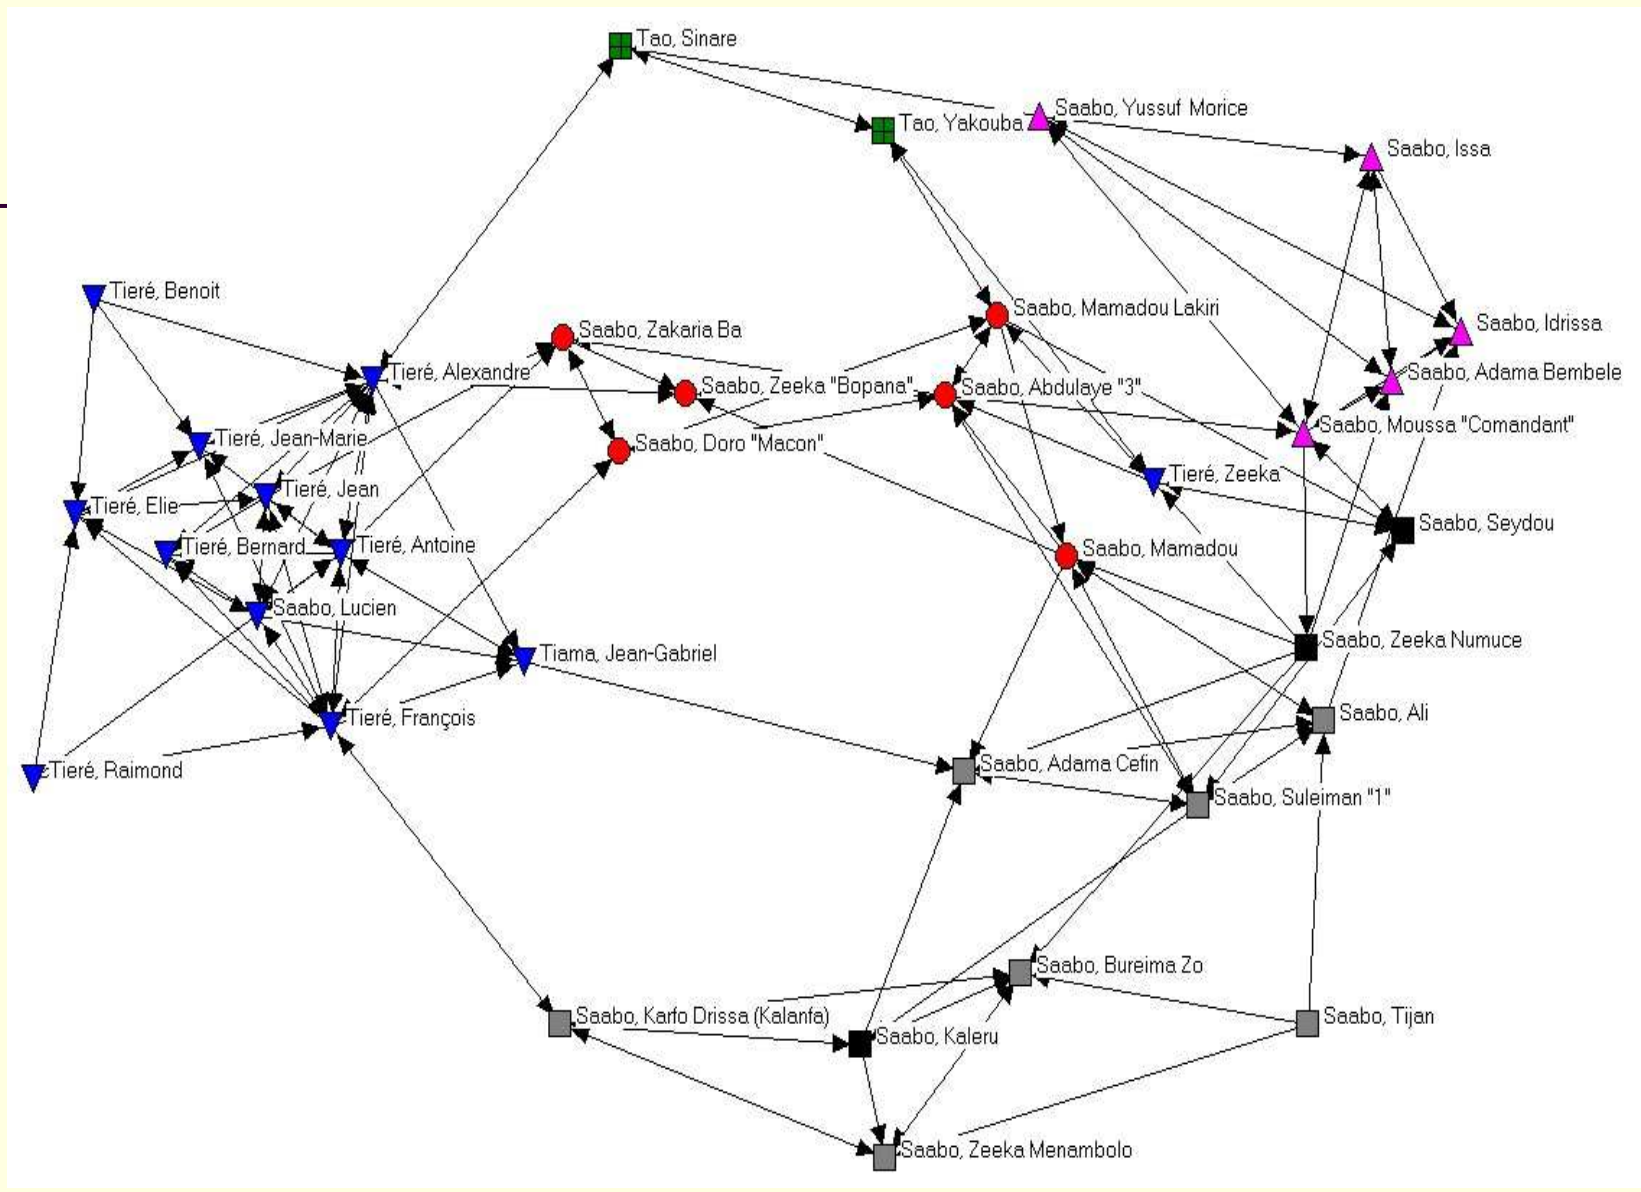 Tao, Sinare
Saabo, Yussuf Morice
Tao, Yakouba
Saabo, Issa
Tieré, Benoit
Saabo, Mamadou Lakiri
Saabo, Idrissa
Saabo, Zakaria Ba
Tieré, Alexandre
Saabo, Zeeka "Bopana"
Saabo, Abdulaye "3"
Saabo, Adama Bembele
Saabo, Moussa "Comandant"
Tieré, Jean-Marie
Saabo, Doro "Macon"
Tieré, Zeeka
Tieré, Jean
Tieré, Elie
Saabo, Seydou
Tieré, Bernard
Tieré, Antoine
Saabo, Mamadou
Saabo, Lucien
Saabo, Zeeka Numuce
Tiama, Jean-Gabriel
Saabo, Ali
Tieré, François
Saabo, Adama Cefin
Tieré, Raimond
Saabo, Suleiman "1"
Saabo, Bureima Zo
Saabo, Karfo Drissa (Kalanfa)
Saabo, Tijan
Saabo, Kaleru
Saabo, Zeeka Menambolo